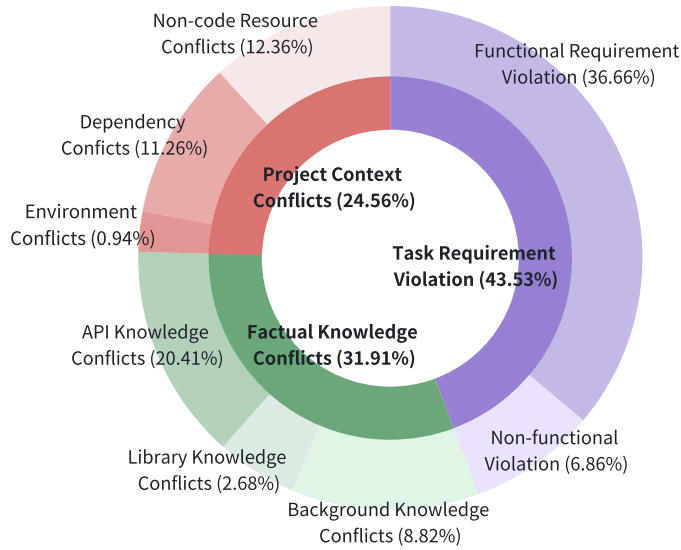 Non-code Resource
Conflicts (12.36%)
Functional Requirement
Violation (36.66%)
Dependency
Conficts (11.26%)
Project Context
Conflicts (24.56%)
Environment
Conflicts (0.94%)
Task Requirement
Violation (43.53%)
API Knowledge
Conflicts (20.41%)
Factual Knowledge
Conflicts (31.91%)
Non-functional
Violation (6.86%)
Library Knowledge
Conflicts (2.68%)
Background Knowledge
Conflicts (8.82%)